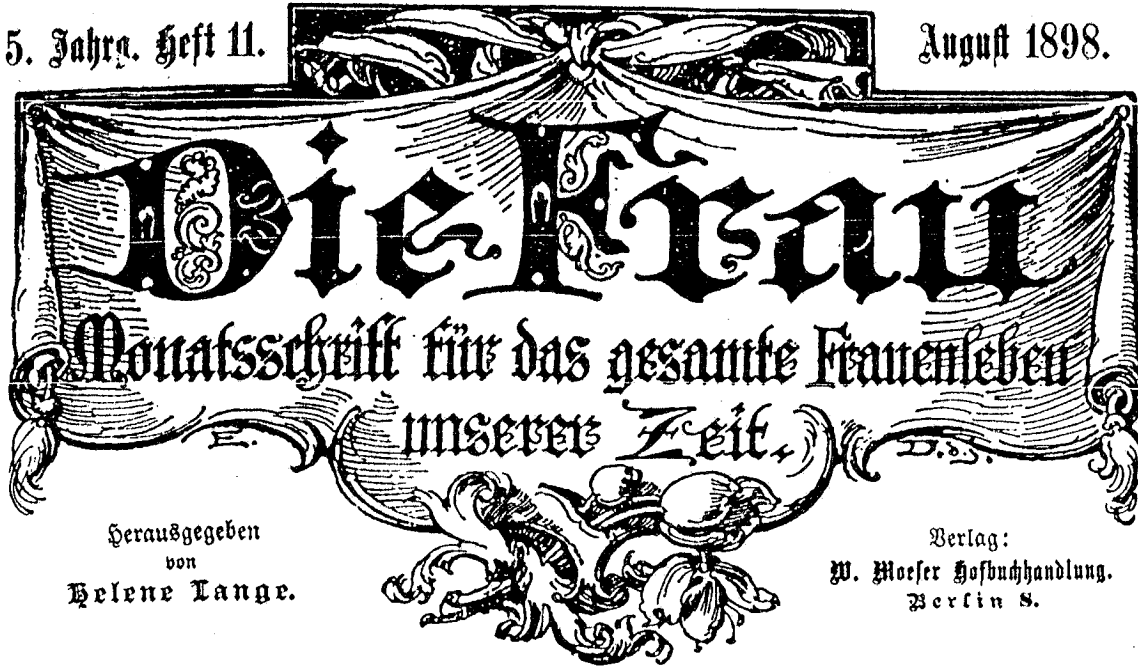 5. Jahrg. Heft 11.
August 1898.
Die Frau.
Monatsschrift für das gesamte Frauenleben
unserer Zeit.
E.
D.J.
Herausgegeben
von
Helene Lange.
Verlag:
W. Moeser Hofbuchhandlung.
Berlin S.